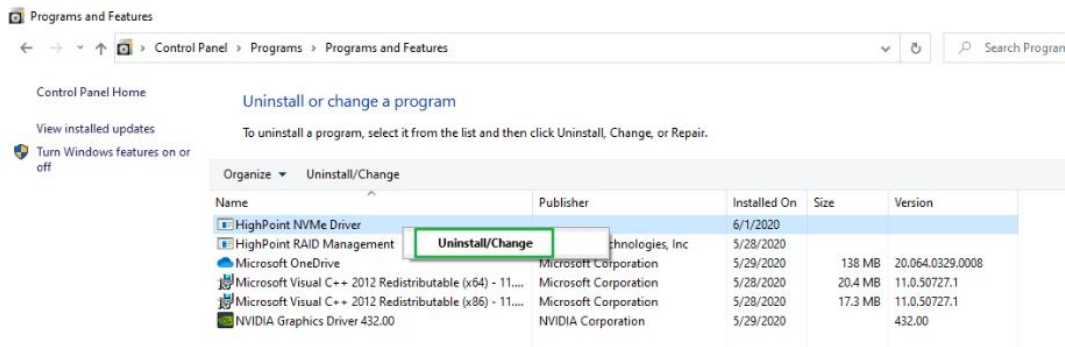 Programs and Features
Control Panel › Programs › Programs and Features
Search Program
Control Panel Home
View installed updates
Turn Windows features on or
off
Uninstall or change a program
To uninstall a program, select it from the list and then click Uninstall, Change, or Repair.
Organize Uninstall/Change
Name Publisher Installed On Size Version
HighPoint NVMe Driver 6/1/2020
HighPoint RAID Management Uninstall/Change chnologies, Inc 5/28/2020
Microsoft OneDrive Microsoft Corporation 5/29/2020 138 MB 20.064.0329.0008
Microsoft Visual C++ 2012 Redistributable (x64) - 11.... Microsoft Corporation 5/28/2020 20.4 MB 11.0.50727.1
Microsoft Visual C++ 2012 Redistributable (x86) - 11.... Microsoft Corporation 5/28/2020 17.3 MB 11.0.50727.1
NVIDIA Graphics Driver 432.00 NVIDIA Corporation 5/29/2020 432.00